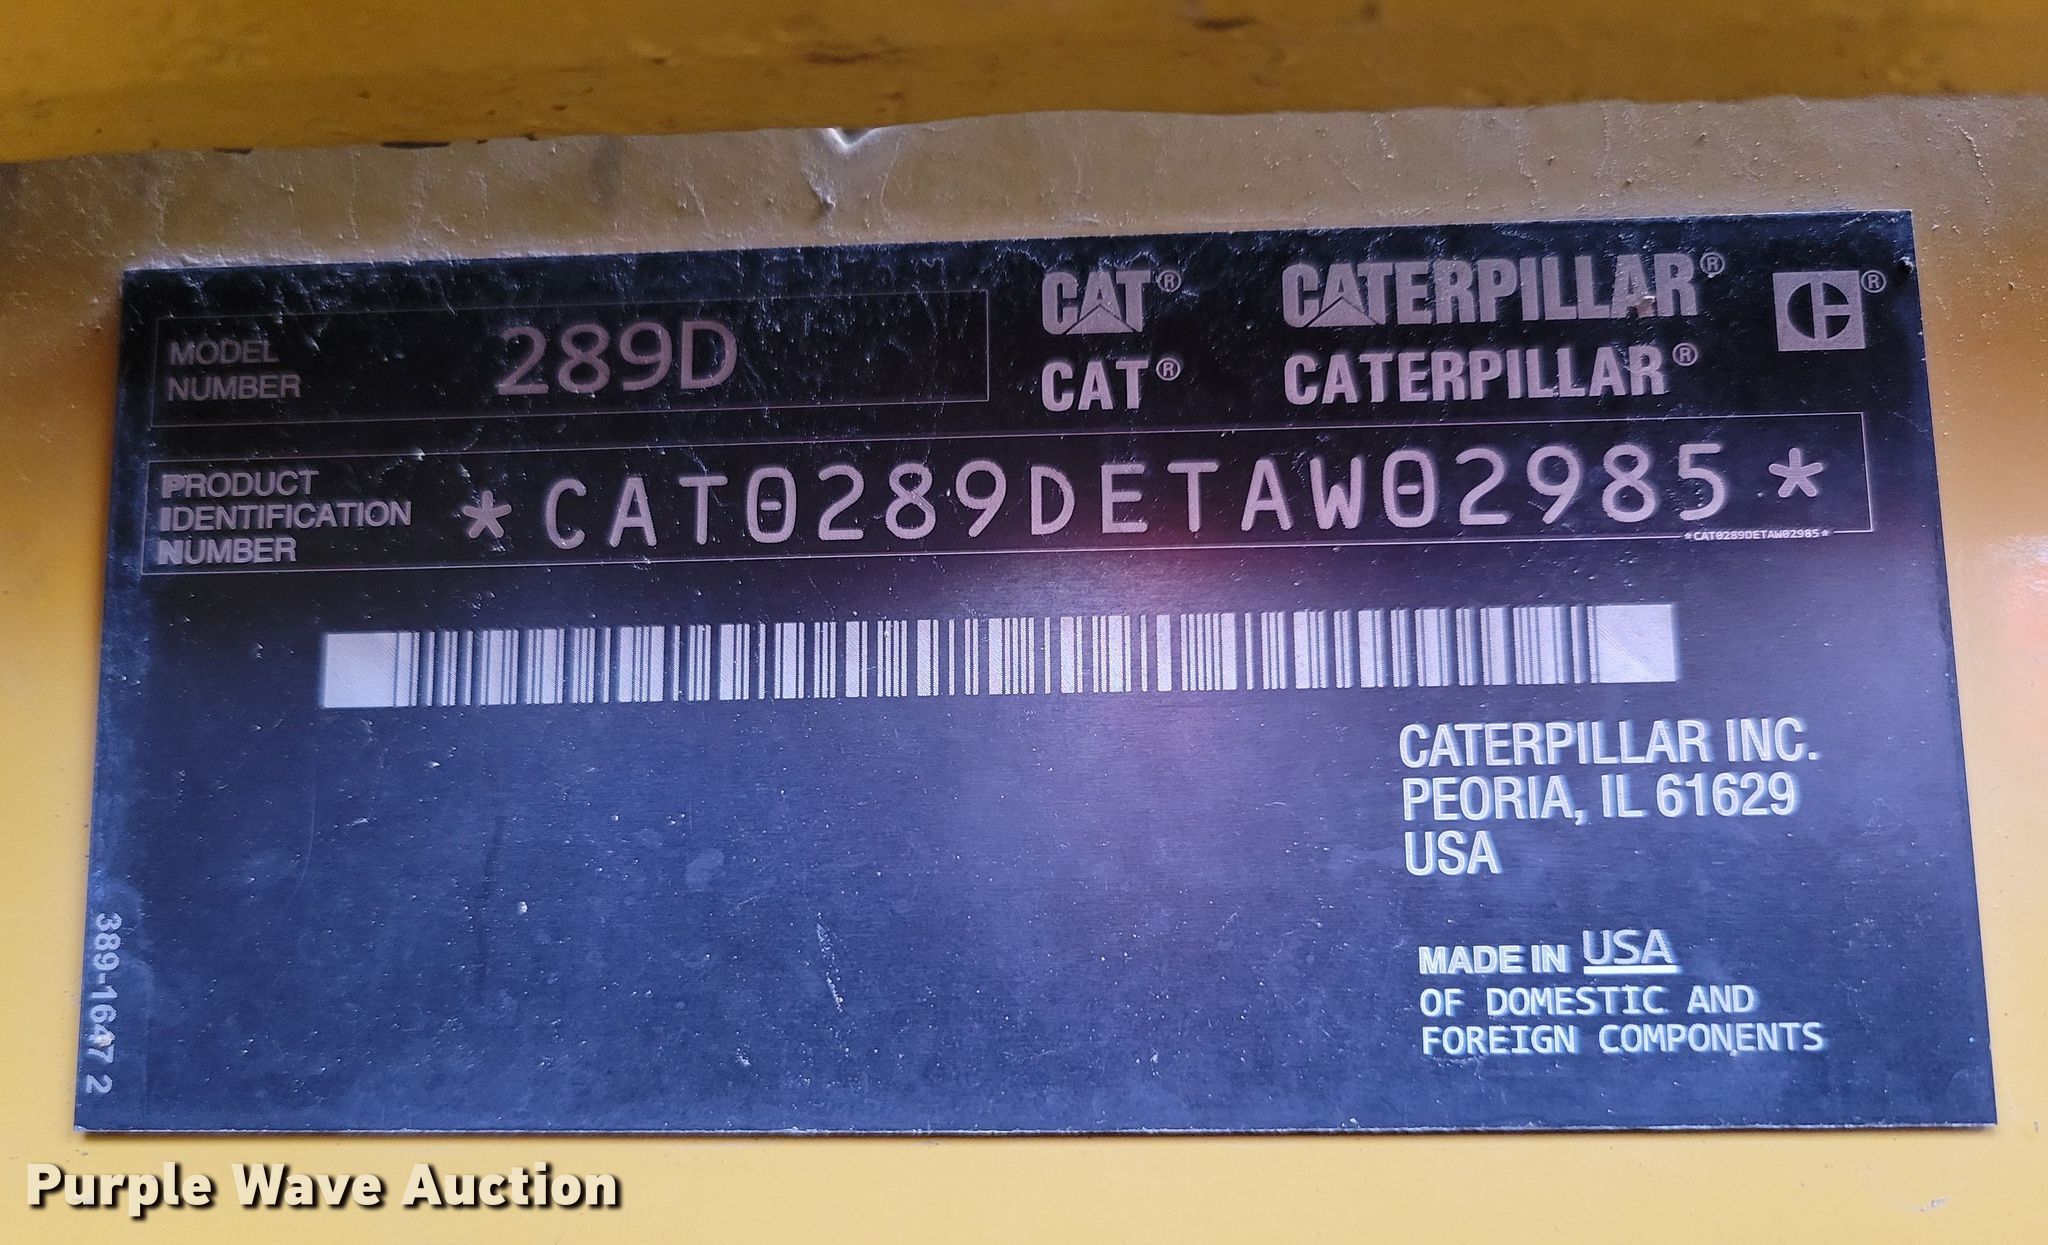 MODEL
NUMBER
289D
CAT® CATERPILLAR® C®
CAT® CATERPILLAR®
PRODUCT
IDENTIFICATION
NUMBER
*CAT0289DETAW02985*
*CAT0289DETAW02985*
CATERPILLAR INC.
PEORIA, IL 61629
USA
MADE IN USA
OF DOMESTIC AND
FOREIGN COMPONENTS
389-1647 2
Purple Wave Auction